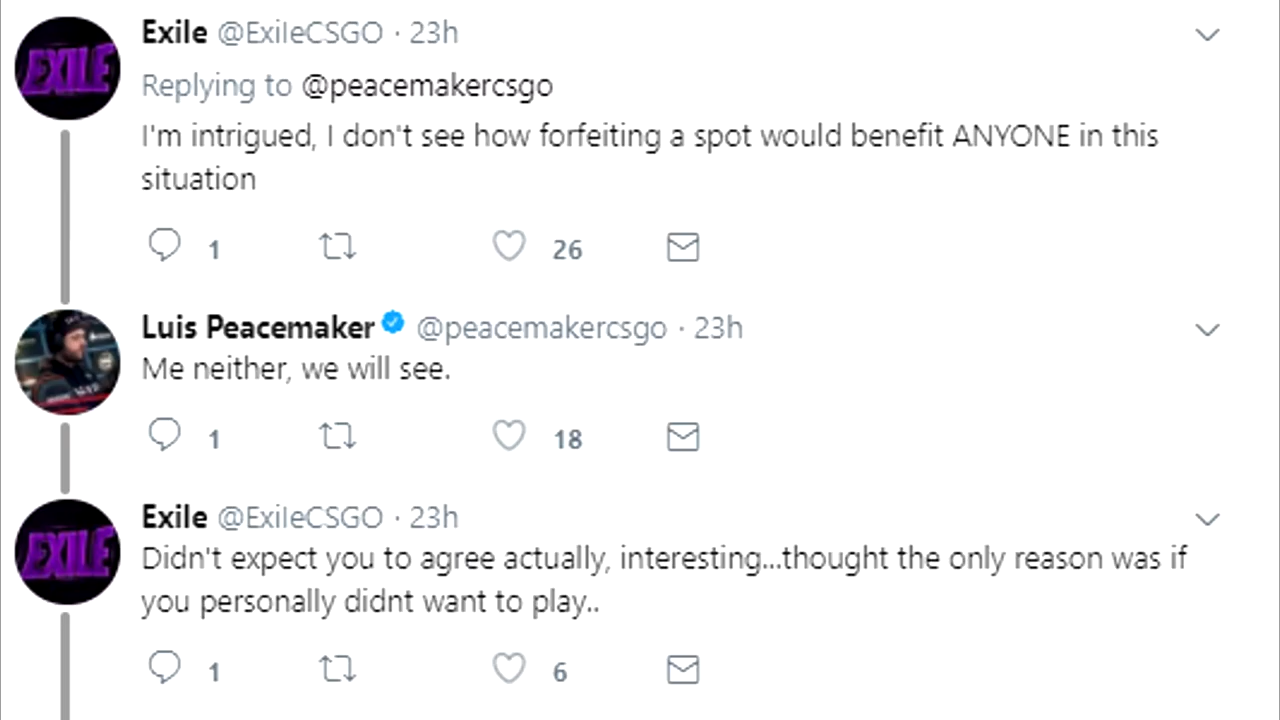 EXILE
Exile @ExileCSGO · 23h
Replying to @peacemakercsgo
I'm intrigued, I don't see how forfeiting a spot would benefit ANYONE in this
situation
1 26
Luis Peacemaker @peacemakercsgo · 23h
Me neither, we will see.
1 18
EXILE
Exile @ExileCSGO · 23h
Didn't expect you to agree actually, interesting...thought the only reason was if
you personally didnt want to play..
1 6